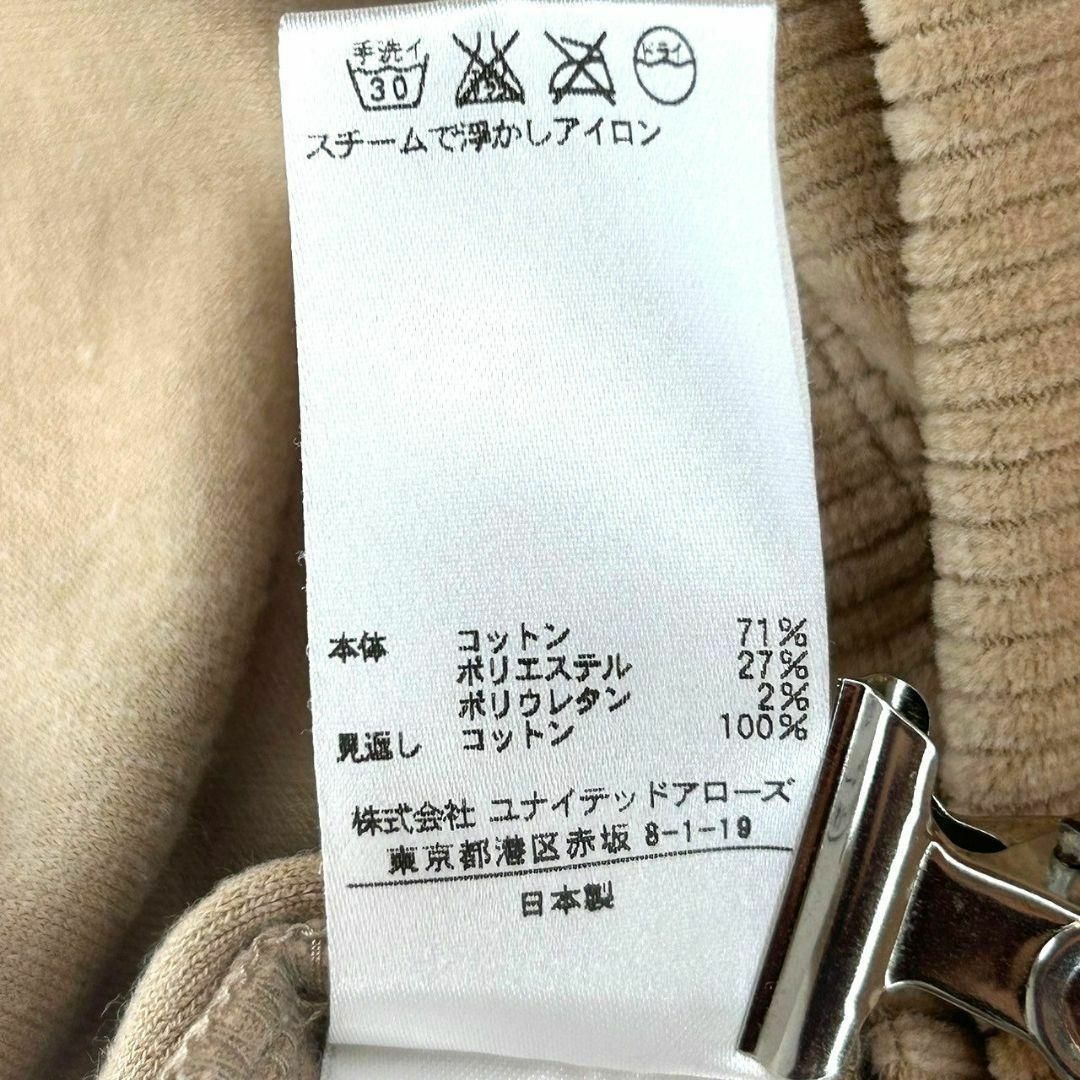 手洗イ
30
ドライ
スチームで浮かしアイロン
本体 コットン 71%
ポリエステル 27%
ポリウレタン 2%
見返し コットン 100%
株式会社 ユナイテッドアローズ
東京都港区赤坂 8-1-19
日本製